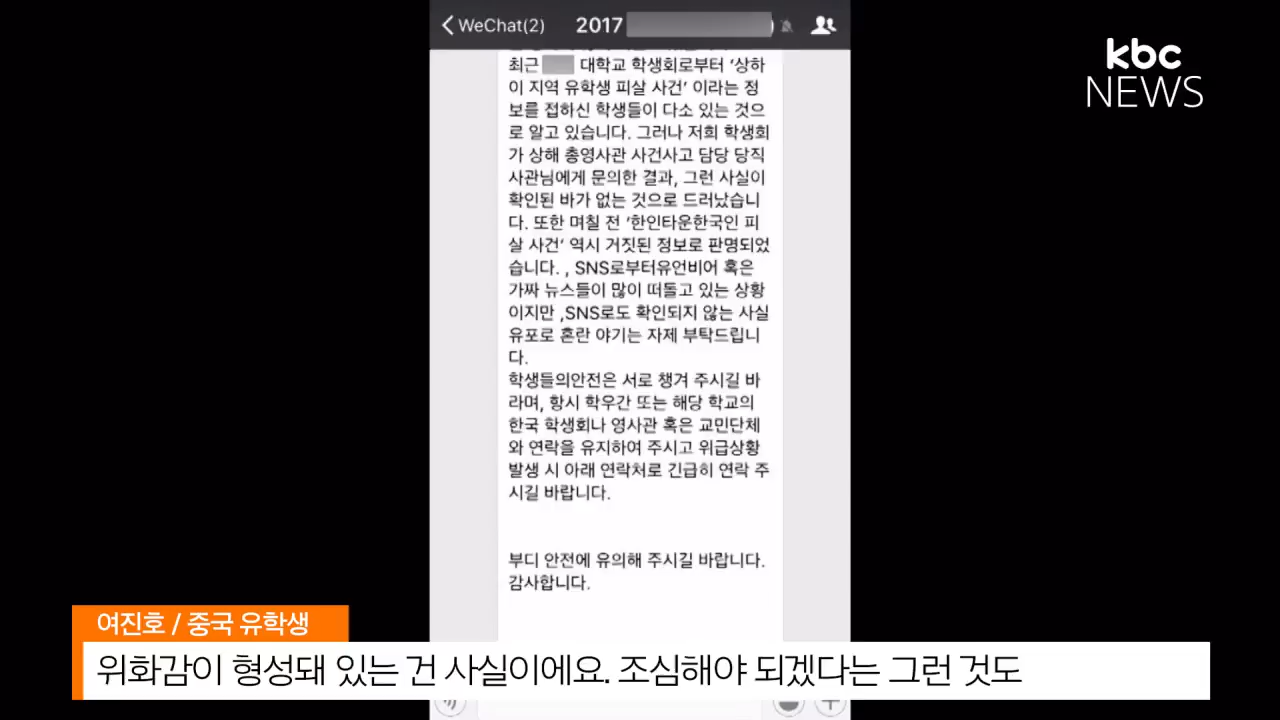 WeChat(2) 2017
kbc
NEWS
최근 대학교 학생회로부터 ‘상하
이 지역 유학생 피살 사건’ 이라는 정
보를 접하신 학생들이 다소 있는 것으
로 알고 있습니다. 그러나 저희 학생회
가 상해 총영사관 사건사고 담당 당직
사관님에게 문의한 결과, 그런 사실이
확인된 바가 없는 것으로 드러났습니
다. 또한 며칠 전 ‘한인타운한국인 피
살 사건‘ 역시 거짓된 정보로 판명되었
습니다. , SNS로부터유언비어 혹은
가짜 뉴스들이 많이 떠돌고 있는 상황
이지만 ,SNS로도 확인되지 않는 사실
유포로 혼란 야기는 자제 부탁드립니
다.
학생들의안전은 서로 챙겨 주시길 바
라며, 항시 학우간 또는 해당 학교의
한국 학생회나 영사관 혹은 교민단체
와 연락을 유지하여 주시고 위급상황
발생 시 아래 연락처로 긴급히 연락 주
시길 바랍니다.
부디 안전에 유의해 주시길 바랍니다.
감사합니다.
여진호 / 중국 유학생
위화감이 형성돼 있는 건 사실이에요. 조심해야 되겠다는 그런 것도